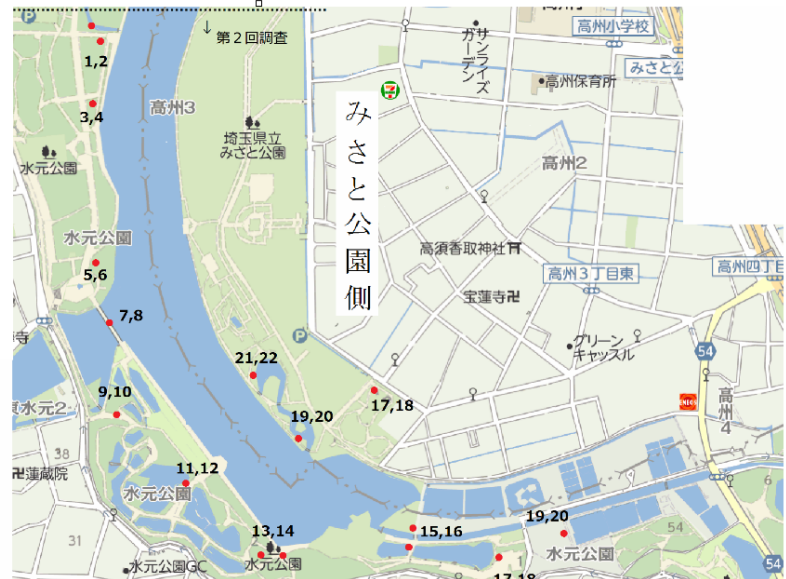 ↓第２回調査
高州小学校
サンライズ
ガーデン
みさと公
高州保育所
1,2
3,4
高州3
埼玉県立
みさと公園
水元公園
みさと公園側
高州2
水元公園
高須香取神社
5,6
高州３丁目東
高州四丁目
宝蓮寺
7,8
グリーン
キャッスル
54
21,22
9,10
17,18
水元2
19,20
ENEOS
高州4
38
蓮蔵院
11,12
水元公園
6
31
13,14
15,16
19,20
54
水元公園
水元公園
水元公園GC
17,18
54